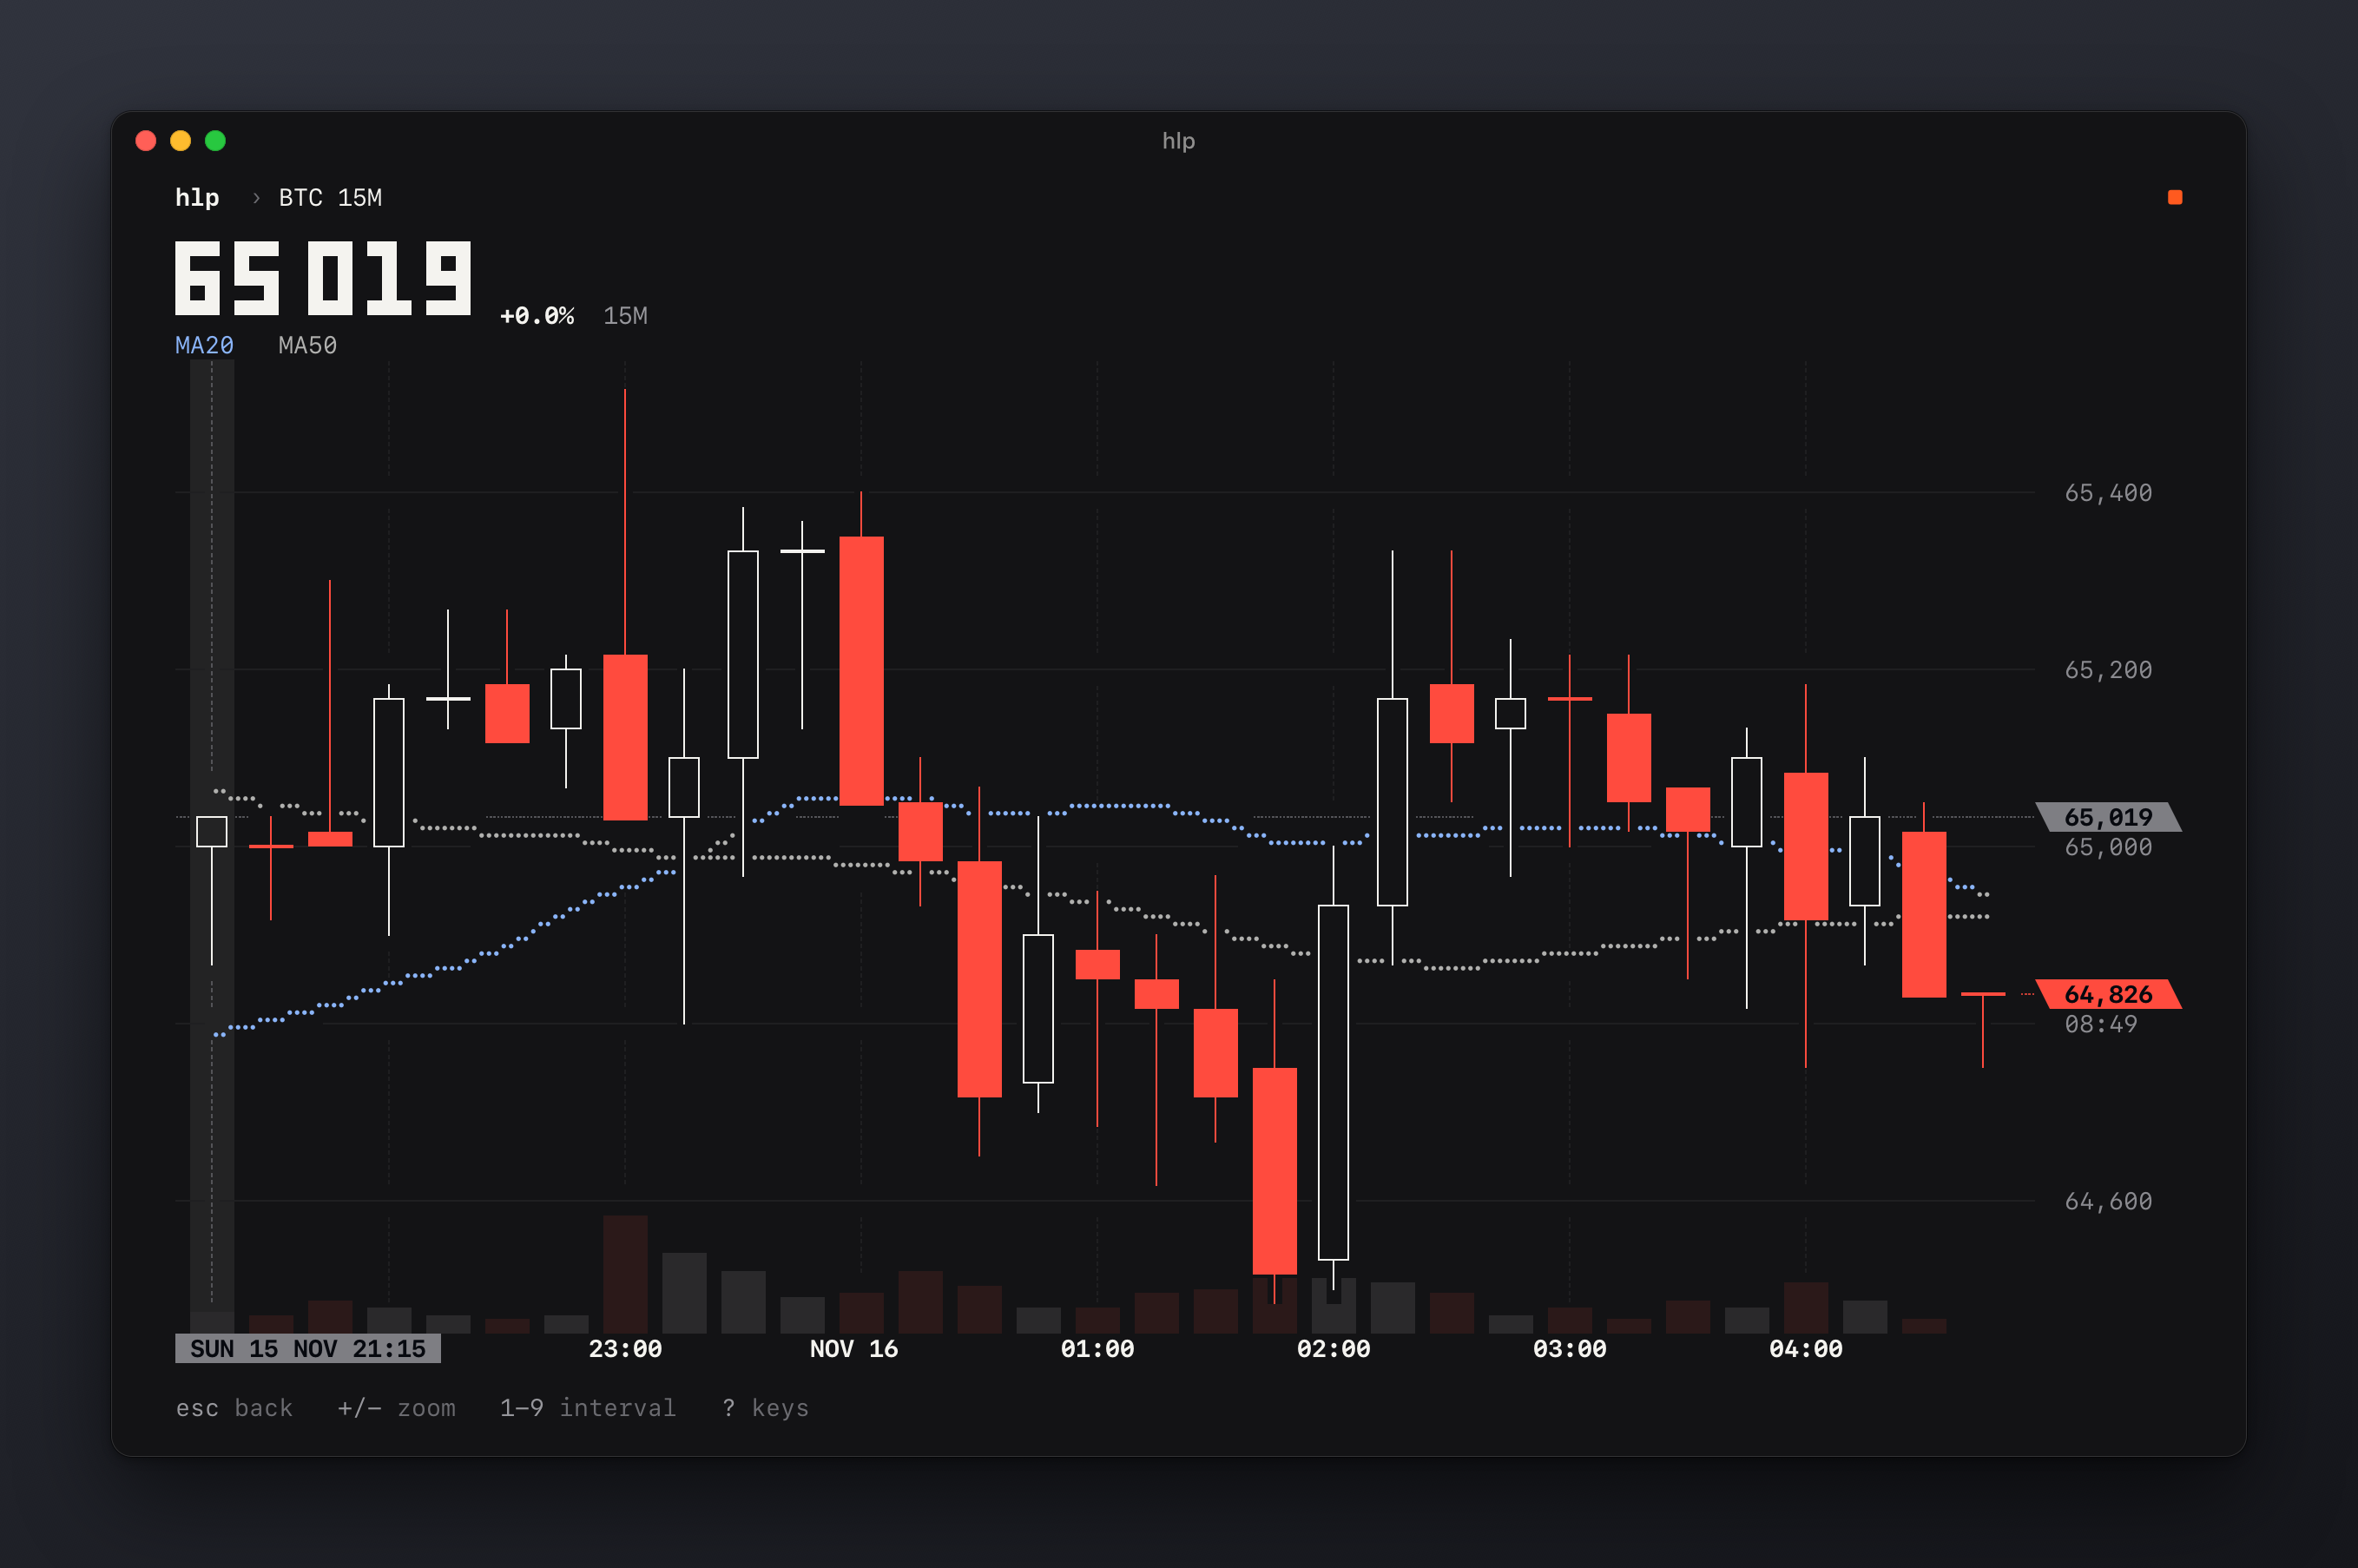 hlp
hlp › BTC 15M
65 019
+0.0% 15M
MA20 MA50
65,400
65,200
65,019
65,000
64,826
08:49
64,600
SUN 15 NOV 21:15 23:00 NOV 16 01:00 02:00 03:00 04:00
esc back +/− zoom 1–9 interval ? keys